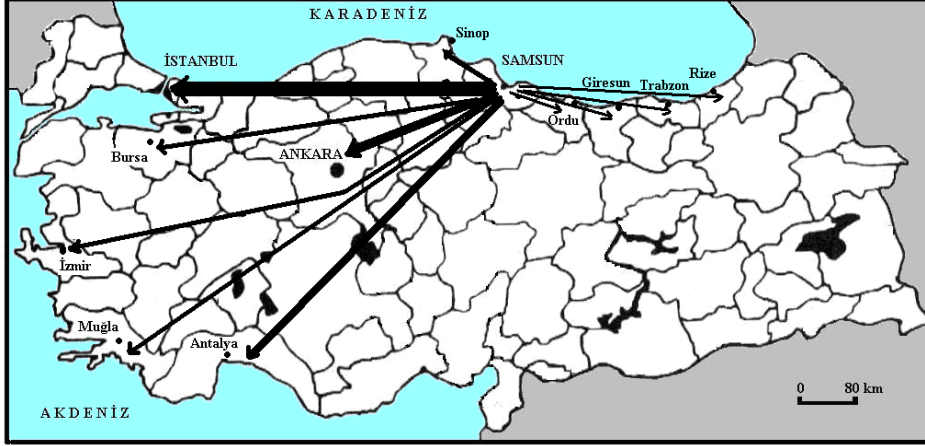 KARADENİZ
Sinop
İSTANBUL
SAMSUN
Rize
Giresun
Trabzon
Ordu
Bursa
ANKARA
İzmir
Muğla
Antalya
0 80 km
AKDENİZ